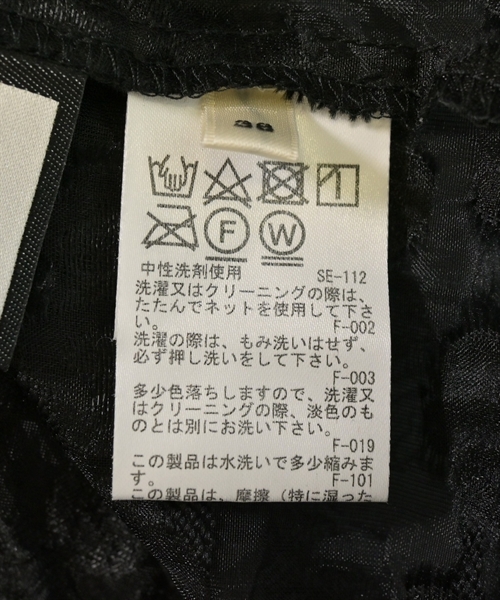 38
F
W
中性洗剤使用 SE-112
洗濯又はクリーニングの際は、
たたんでネットを使用して下さ
い。 F-002
洗濯の際は、もみ洗いはせず、
必ず押し洗いをして下さい。
F-003
多少色落ちしますので、洗濯又
はクリーニングの際、淡色のも
のとは別にお洗い下さい。
F-019
この製品は水洗いで多少縮みま
す。 F-101
この製品は、摩擦（特に湿った